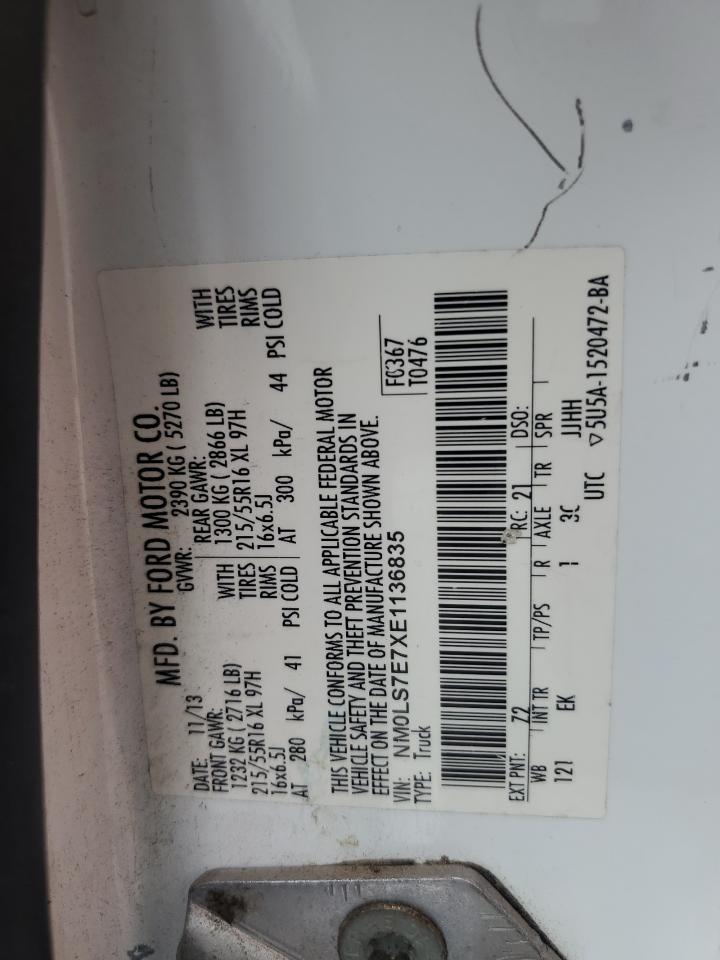 MFD. BY FORD MOTOR CO.
DATE: 11/13 GVWR: 2390 KG ( 5270 LB)
FRONT GAWR: REAR GAWR:
1232 KG ( 2716 LB) WITH 1300 KG ( 2866 LB) WITH
215/55R16 XL 97H TIRES 215/55R16 XL 97H TIRES
16x6.5J RIMS 16x6.5J RIMS
AT 280 kPa/ 41 PSI COLD AT 300 kPa/ 44 PSI COLD
THIS VEHICLE CONFORMS TO ALL APPLICABLE FEDERAL MOTOR
VEHICLE SAFETY AND THEFT PREVENTION STANDARDS IN
EFFECT ON THE DATE OF MANUFACTURE SHOWN ABOVE.
VIN: NM0LS7E7XE1136835 F0367
TYPE: Truck T0476
EXT PNT: Z2 RC: 21 DSO:
WB INT TR TP/PS R AXLE TR SPR
121 EK 1 3C JJHH
UTC ▽5U5A-1520472-BA